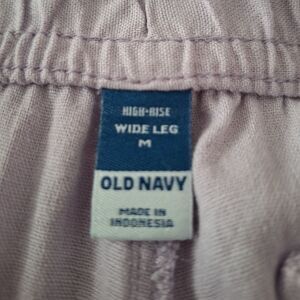 HIGH-RISE
WIDE LEG
M
OLD NAVY
MADE IN
INDONESIA